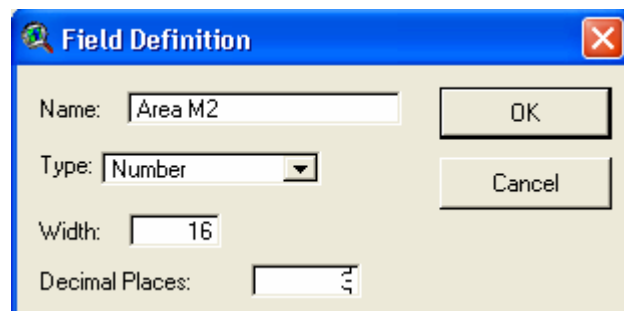 Field Definition
Name: Area M2
OK
Type: Number
Cancel
Width: 16
Decimal Places: